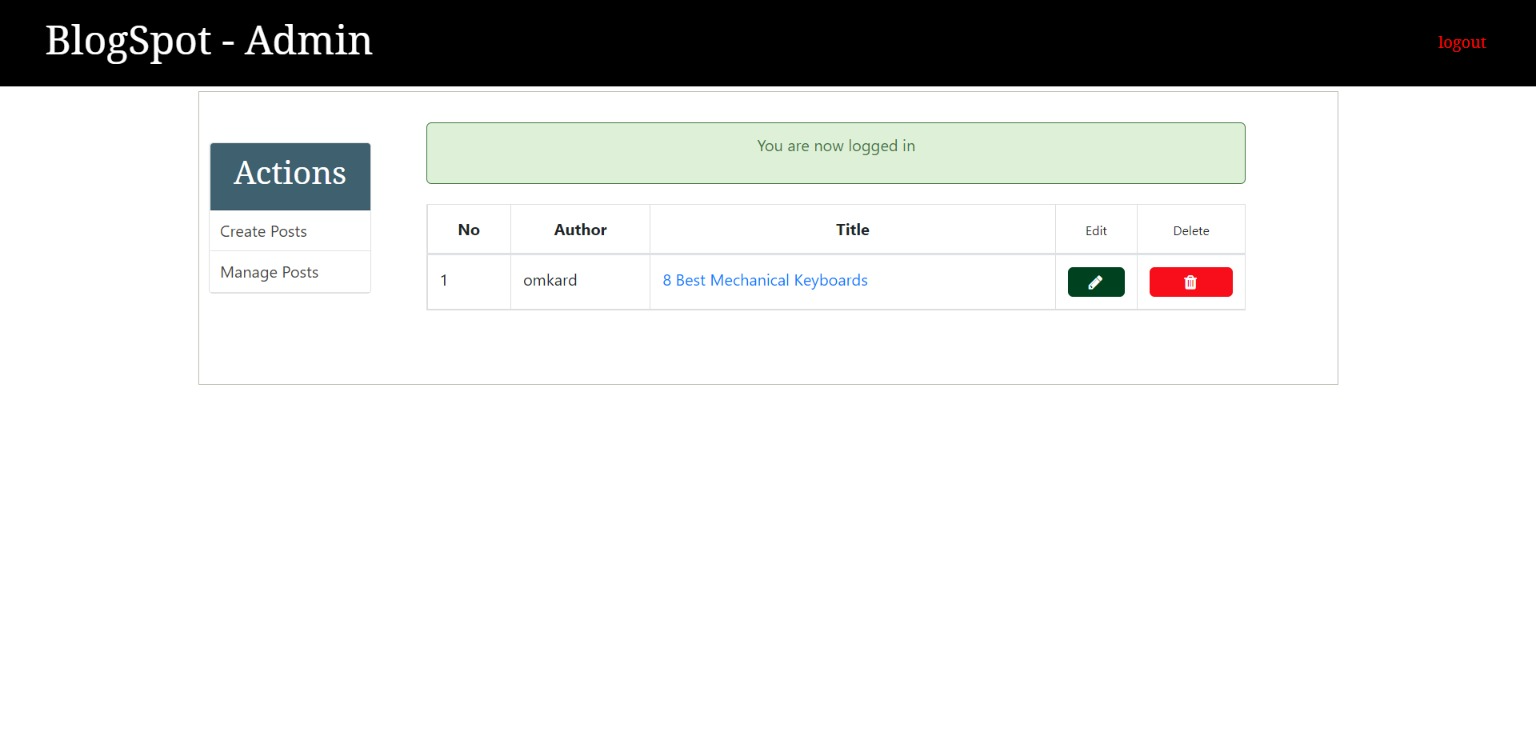 BlogSpot - Admin
logout
Actions
Create Posts
Manage Posts
You are now logged in
No Author Title Edit Delete
1 omkard 8 Best Mechanical Keyboards